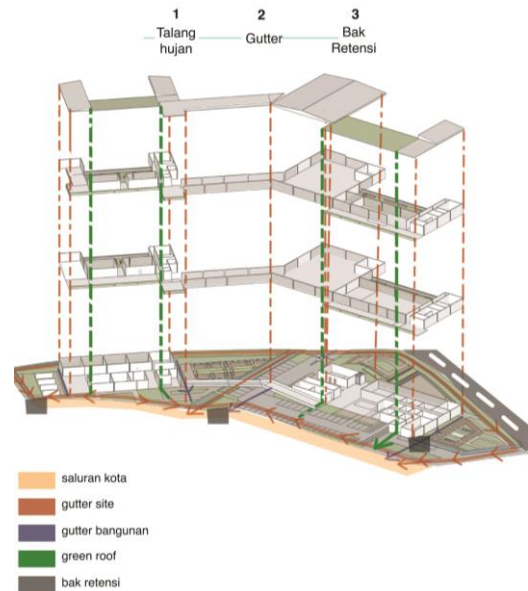 1
Talang
hujan
2
Gutter
3
Bak
Retensi
saluran kota
gutter site
gutter bangunan
green roof
bak retensi